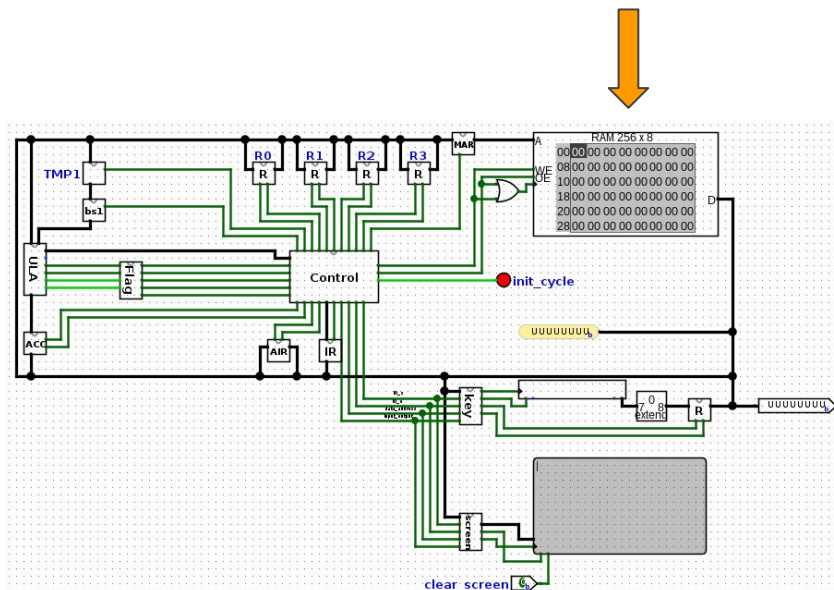 RAM 256 x 8
A
WE
OE
D
00 00 00 00 00 00 00 00 00
08 00 00 00 00 00 00 00 00
10 00 00 00 00 00 00 00 00
18 00 00 00 00 00 00 00 00
20 00 00 00 00 00 00 00 00
28 00 00 00 00 00 00 00 00
MAR
R0
R1
R2
R3
R
R
R
R
TMP1
bs1
ULA
Flag
Control
init_cycle
UUUUUUUU b
ACC
AIR
IR
key
0
7 8
extend
R
UUUUUUUU b
screen
clear screen
0b